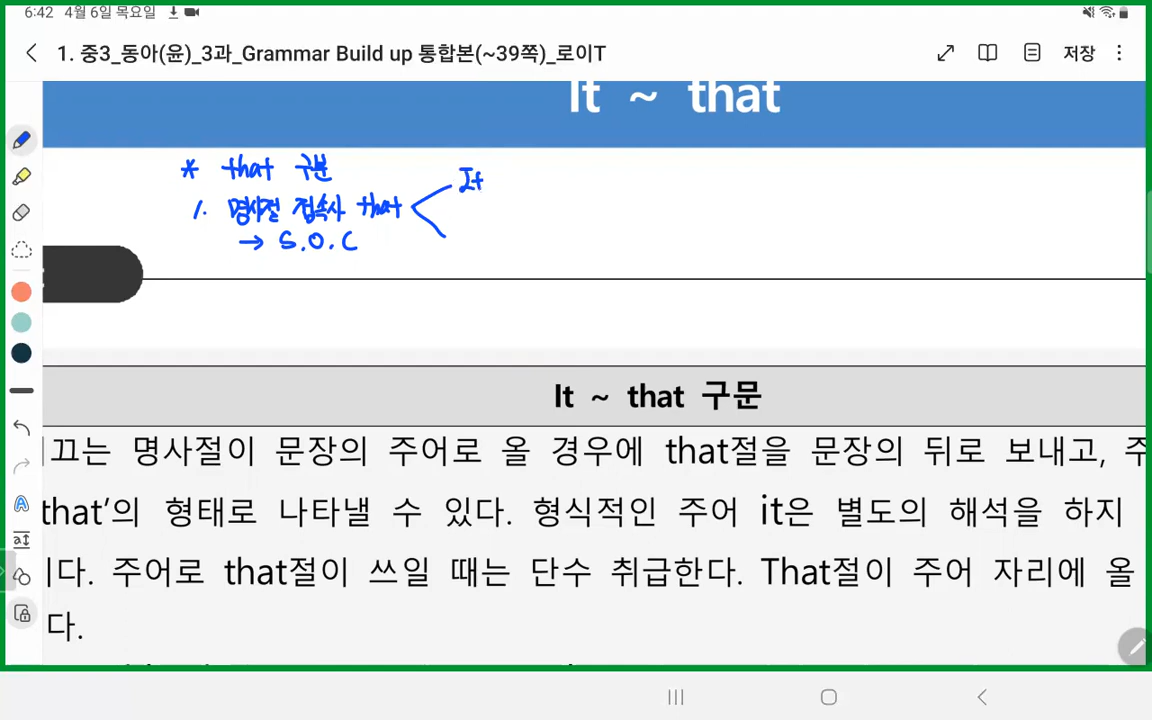 6:42 4월 6일 목요일
1. 중3_동아(윤)_3과_Grammar Build up 통합본(~39쪽)_로이T
저장
It ~ that
* that 구분
1. 명사절 접속사 that < It
→ S.O.C
It ~ that 구문
끄는 명사절이 문장의 주어로 올 경우에 that절을 문장의 뒤로 보내고, 주
that'의 형태로 나타낼 수 있다. 형식적인 주어 it은 별도의 해석을 하지
다. 주어로 that절이 쓰일 때는 단수 취급한다. That절이 주어 자리에 올
다.